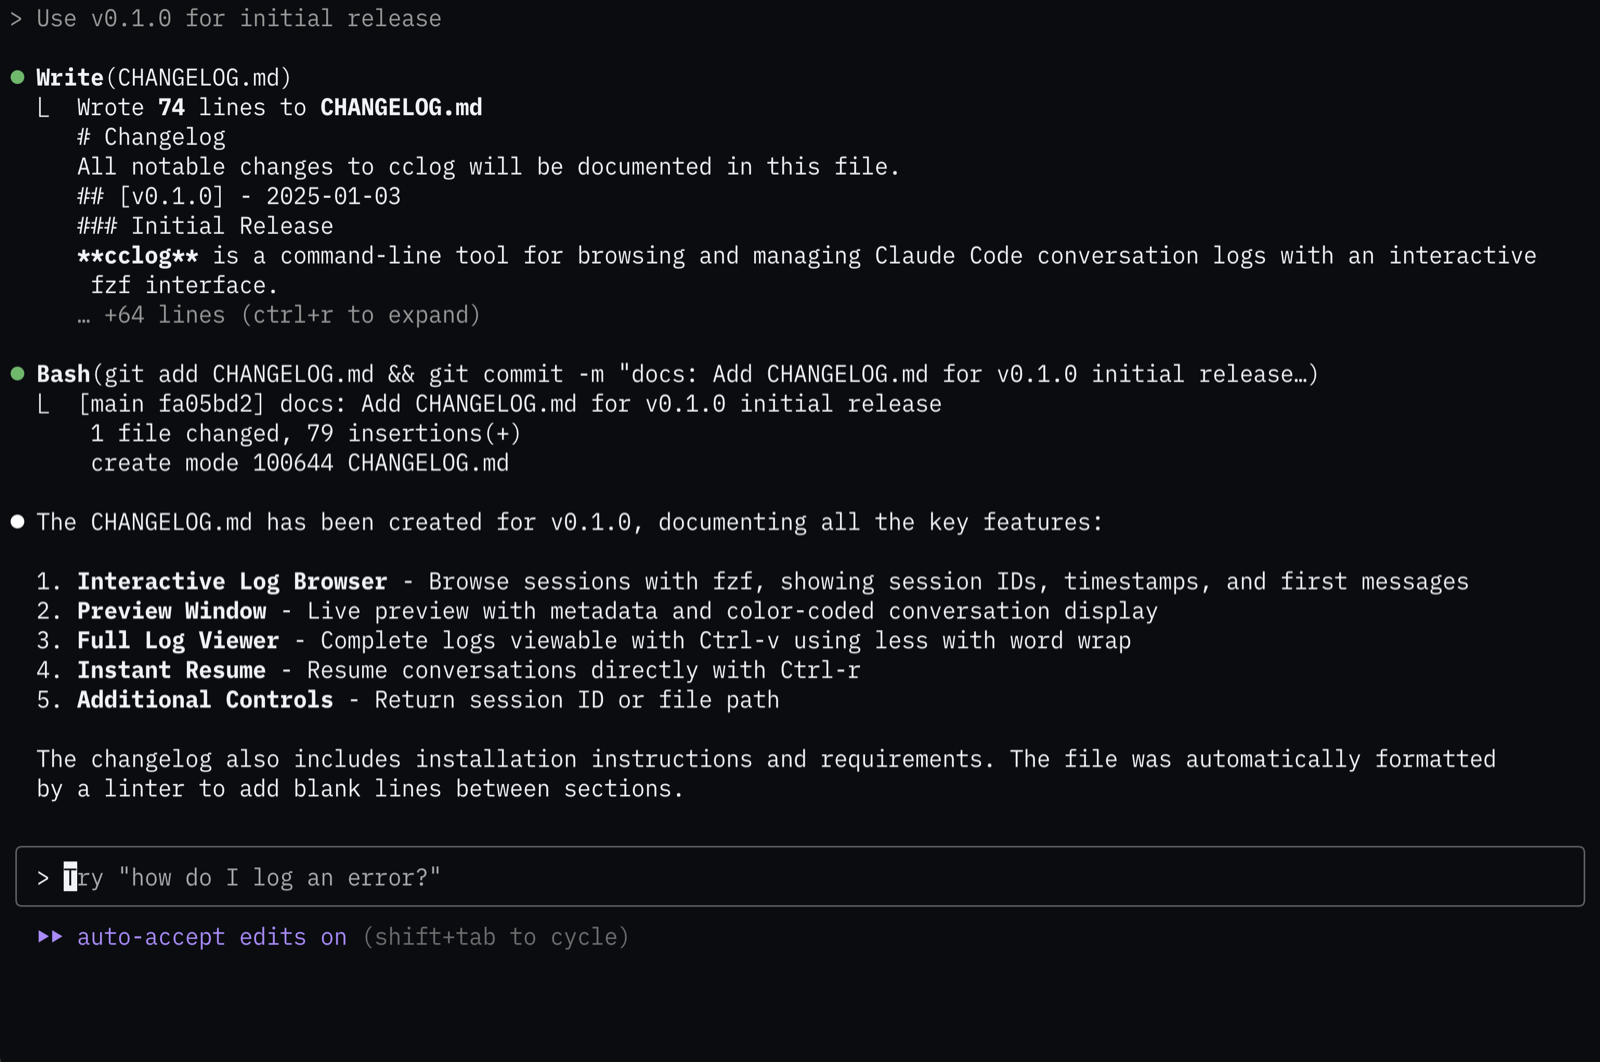 > Use v0.1.0 for initial release
● Write(CHANGELOG.md)
⎿  Wrote 74 lines to CHANGELOG.md
# Changelog
All notable changes to cclog will be documented in this file.
## [v0.1.0] - 2025-01-03
### Initial Release
**cclog** is a command-line tool for browsing and managing Claude Code conversation logs with an interactive
fzf interface.
… +64 lines (ctrl+r to expand)
● Bash(git add CHANGELOG.md && git commit -m "docs: Add CHANGELOG.md for v0.1.0 initial release…)
⎿  [main fa05bd2] docs: Add CHANGELOG.md for v0.1.0 initial release
1 file changed, 79 insertions(+)
create mode 100644 CHANGELOG.md
● The CHANGELOG.md has been created for v0.1.0, documenting all the key features:
1. Interactive Log Browser - Browse sessions with fzf, showing session IDs, timestamps, and first messages
2. Preview Window - Live preview with metadata and color-coded conversation display
3. Full Log Viewer - Complete logs viewable with Ctrl-v using less with word wrap
4. Instant Resume - Resume conversations directly with Ctrl-r
5. Additional Controls - Return session ID or file path
The changelog also includes installation instructions and requirements. The file was automatically formatted
by a linter to add blank lines between sections.
> Try "how do I log an error?"
⏵⏵ auto-accept edits on (shift+tab to cycle)